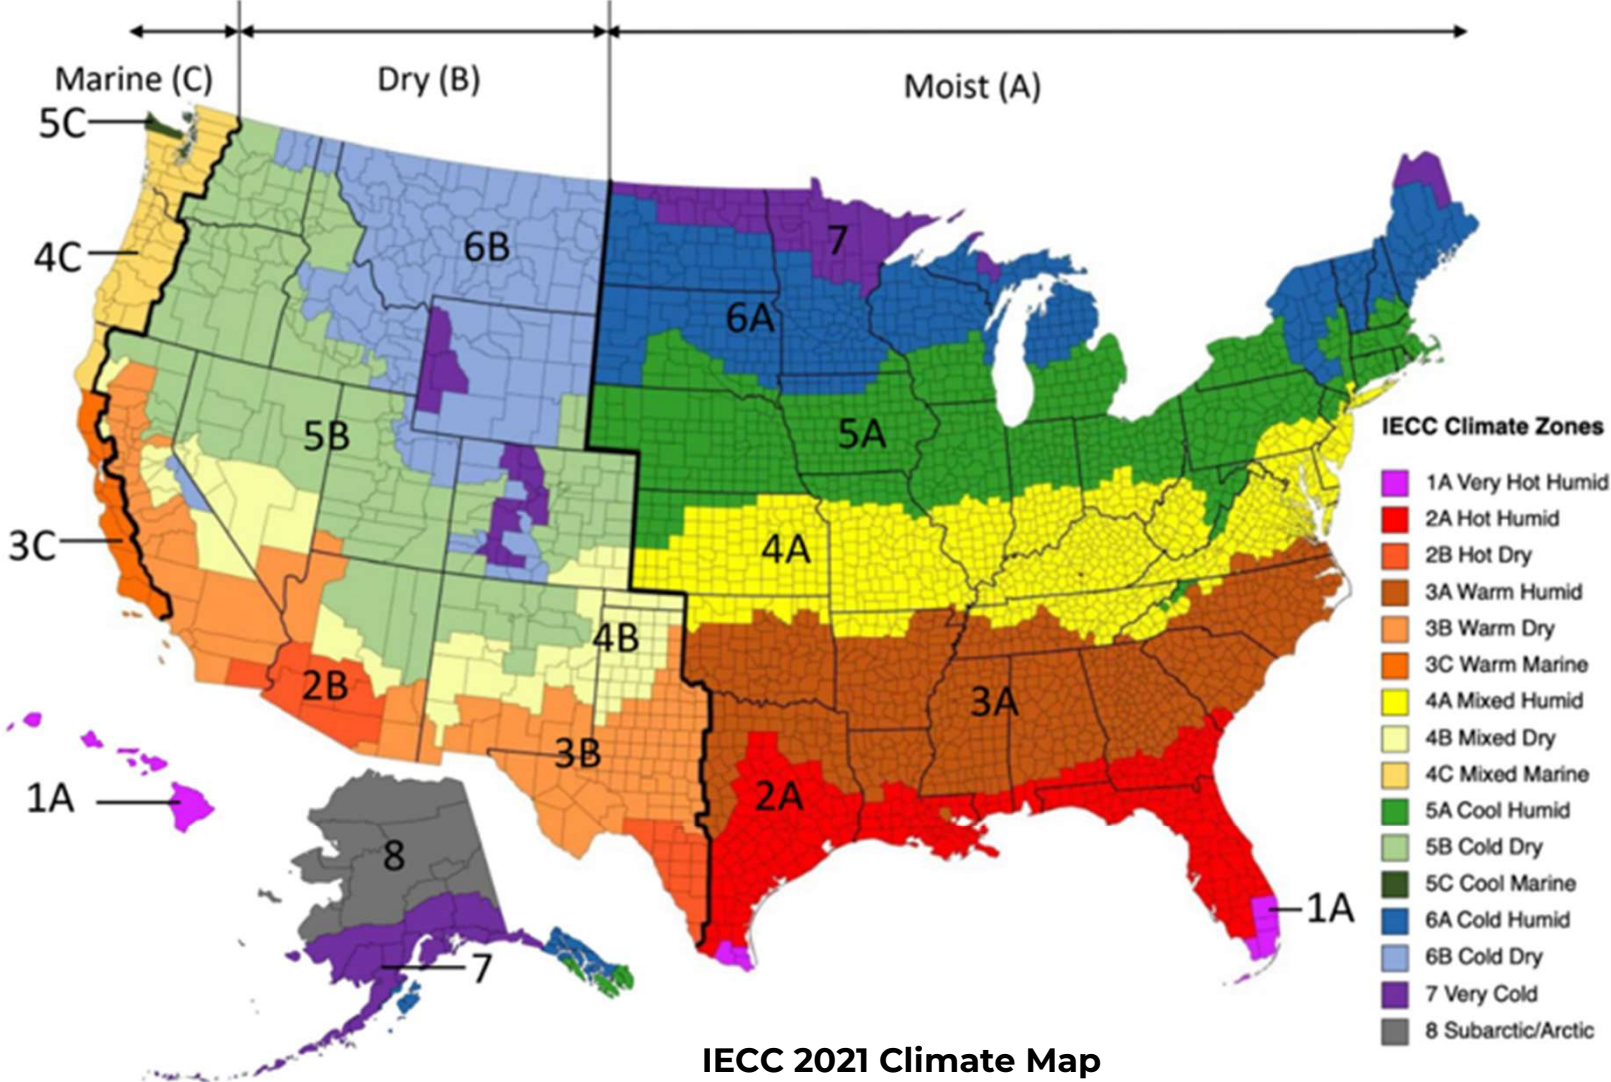 Marine (C)
Dry (B)
Moist (A)
5C
4C
3C
6B
7
6A
5B
5A
4A
4B
2B
3A
3B
2A
1A
8
7
1A
IECC Climate Zones
1A Very Hot Humid
2A Hot Humid
2B Hot Dry
3A Warm Humid
3B Warm Dry
3C Warm Marine
4A Mixed Humid
4B Mixed Dry
4C Mixed Marine
5A Cool Humid
5B Cold Dry
5C Cool Marine
6A Cold Humid
6B Cold Dry
7 Very Cold
8 Subarctic/Arctic
IECC 2021 Climate Map